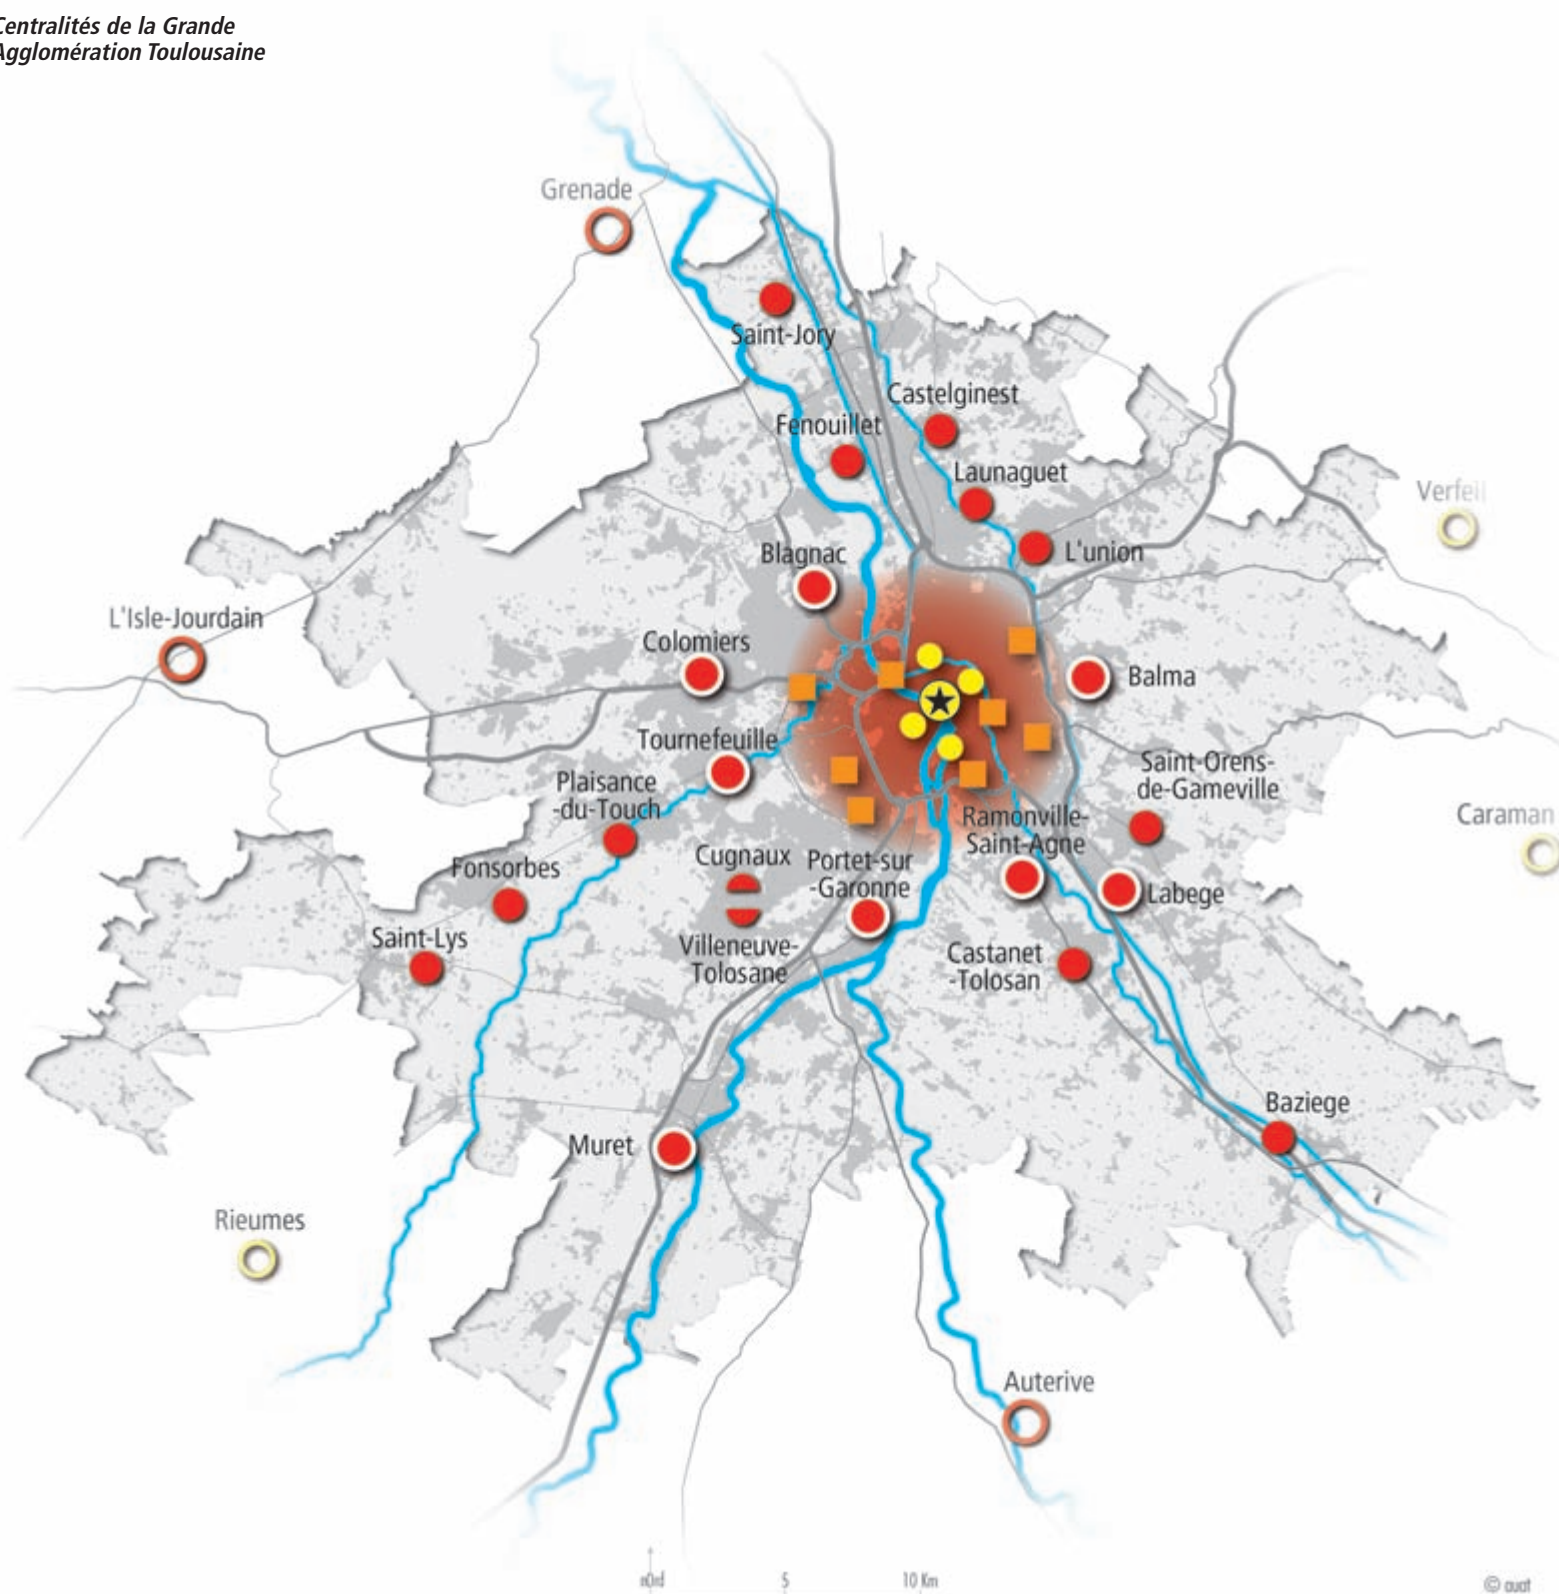 Centralités de la Grande
Agglomération Toulousaine
Grenade
Saint-Jory
Castelginest
Fenouillet
Launaguet
Verfeil
L'union
Blagnac
L'Isle-Jourdain
Colomiers
Balma
Tournefeuille
Saint-Orens-
de-Gameville
Plaisance
-du-Touch
Caraman
Ramonville-
Saint-Agne
Cugnaux
Portet-sur
-Garonne
Fonsorbes
Labege
Saint-Lys
Villeneuve-
Tolosane
Castanet
-Tolosan
Baziege
Muret
Rieumes
Auterive
nord
5
10 Km
© auat